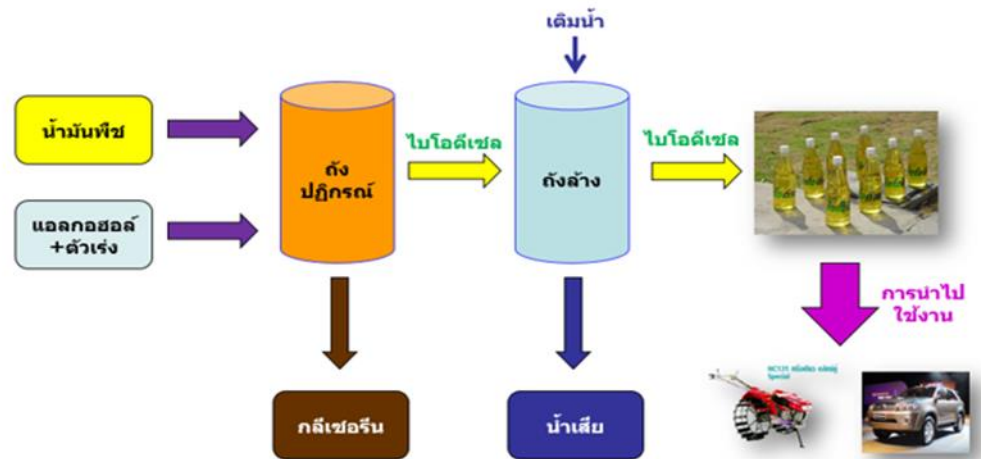 เติมน้ำ
น้ำมันพืช
แอลกอฮอล์
+ตัวเร่ง
ถัง
ปฏิกรณ์
ไบโอดีเซล
ถังล้าง
ไบโอดีเซล
การนำไป
ใช้งาน
กลีเซอรีน
น้ำเสีย
Special